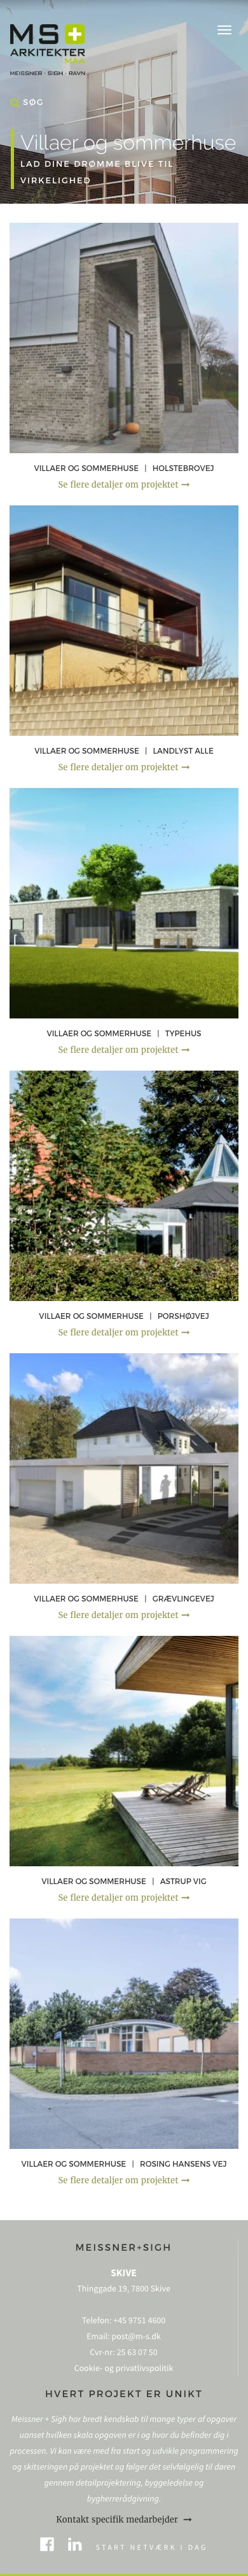 MS+
ARKITEKTER
MAA
MEISSNER + SIGH + RAVN
SØG
Villaer og sommerhuse
LAD DINE DRØMME BLIVE TIL
VIRKELIGHED
VILLAER OG SOMMERHUSE | HOLSTEBROVEJ
Se flere detaljer om projektet →
VILLAER OG SOMMERHUSE | LANDLYST ALLE
Se flere detaljer om projektet →
VILLAER OG SOMMERHUSE | TYPEHUS
Se flere detaljer om projektet →
VILLAER OG SOMMERHUSE | PORSHØJVEJ
Se flere detaljer om projektet →
VILLAER OG SOMMERHUSE | GRÆVLINGEVEJ
Se flere detaljer om projektet →
VILLAER OG SOMMERHUSE | ASTRUP VIG
Se flere detaljer om projektet →
VILLAER OG SOMMERHUSE | ROSING HANSENS VEJ
Se flere detaljer om projektet →
MEISSNER+SIGH
SKIVE
Thinggade 19, 7800 Skive
Telefon: +45 9751 4600
Email: post@m-s.dk
Cvr-nr: 25 63 07 50
Cookie- og privatlivspolitik
HVERT PROJEKT ER UNIKT
Meissner + Sigh har bredt kendskab til mange typer af opgaver
uanset hvilken skala opgaven er i og hvor du befinder dig i
processen. Vi kan være med fra start og udvikle programmering
og skitseringen på projektet og følger det selvfølgelig til døren
gennem detailprojektering, byggeledelse og
bygherrerådgivning.
Kontakt specifik medarbejder →
START NETVÆRK I DAG